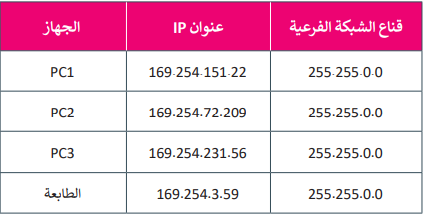 الجهاز عنوان IP قناع الشبكة الفرعية
PC1 169.254.151.22 255.255.0.0
PC2 169.254.72.209 255.255.0.0
PC3 169.254.231.56 255.255.0.0
الطابعة 169.254.3.59 255.255.0.0